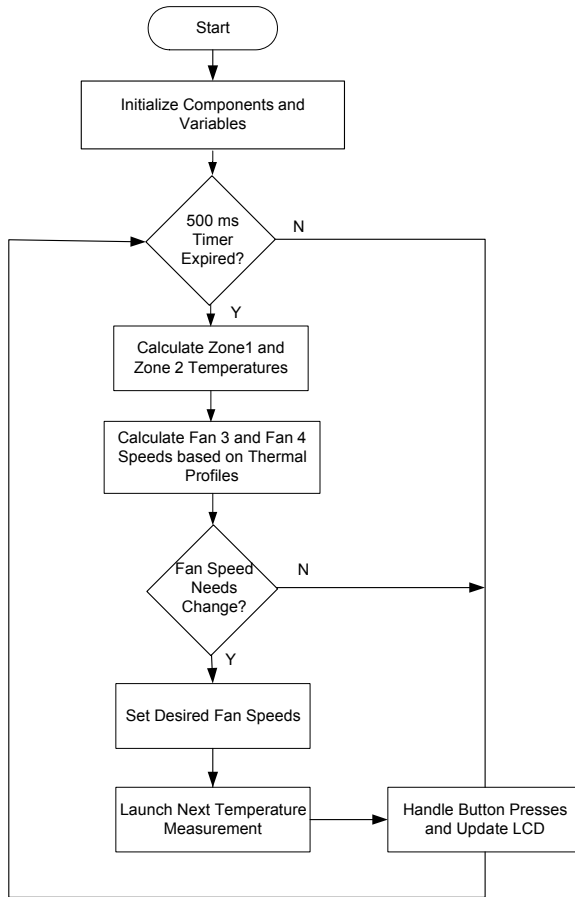 Start
Initialize Components and
Variables
500 ms
Timer
Expired?
N
Y
Calculate Zone1 and
Zone 2 Temperatures
Calculate Fan 3 and Fan 4
Speeds based on Thermal
Profiles
Fan Speed
Needs
Change?
N
Y
Set Desired Fan Speeds
Launch Next Temperature
Measurement
Handle Button Presses
and Update LCD